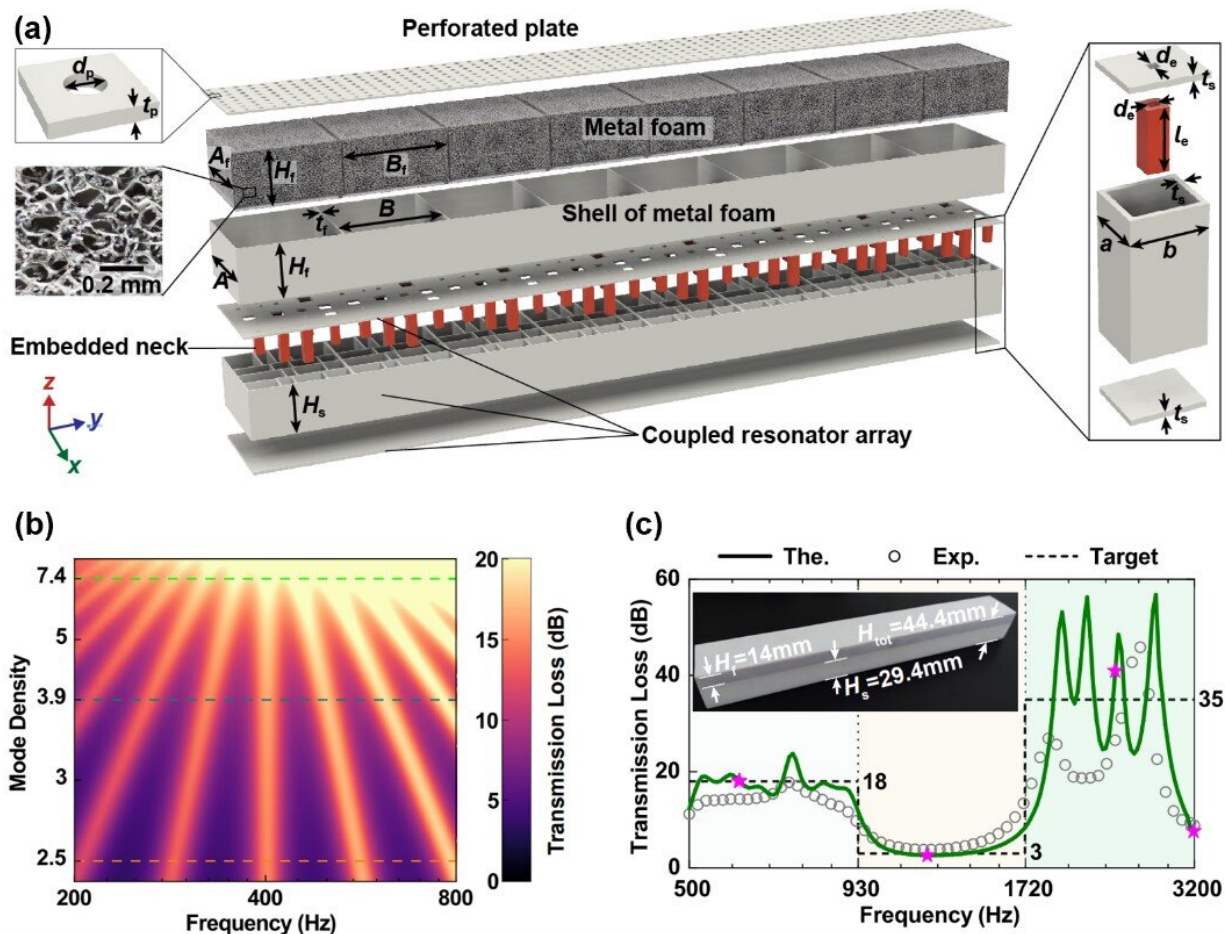 (a)
Perforated plate
dp
tp
Metal foam
Af
Hf
Bf
B
tf
Shell of metal foam
A
Hf
0.2 mm
Embedded neck
Hs
Coupled resonator array
z
y
x
de
ts
de
le
ts
a
b
ts
(b)
7.4
5
3.9
3
2.5
Mode Density
200
400
800
Frequency (Hz)
20
15
10
5
0
Transmission Loss (dB)
(c)
The.
Exp.
Target
60
40
20
0
Transmission Loss (dB)
Hf=14mm
Htot=44.4mm
Hs=29.4mm
18
3
35
500
930
1720
3200
Frequency (Hz)